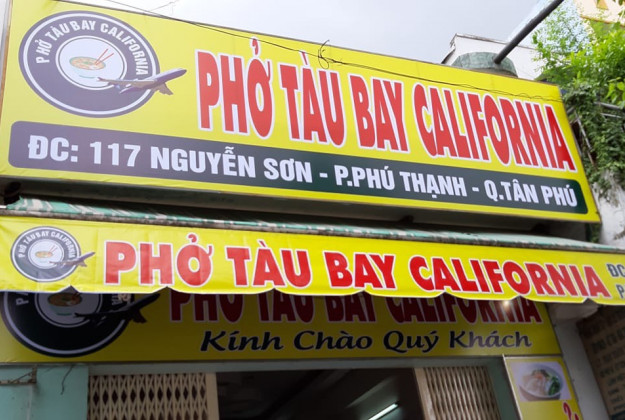 PHỞ TÀU BAY CALIFORNIA
PHỞ TÀU BAY CALIFORNIA
ĐC: 117 NGUYỄN SƠN - P.PHÚ THẠNH - Q.TÂN PHÚ
PHỞ TÀU BAY CALIFORNIA
PHỞ TÀU BAY CALIFORNIA
ĐC
P
PHỞ TÀU BAY CALIFORNIA
Kính Chào Quý Khách